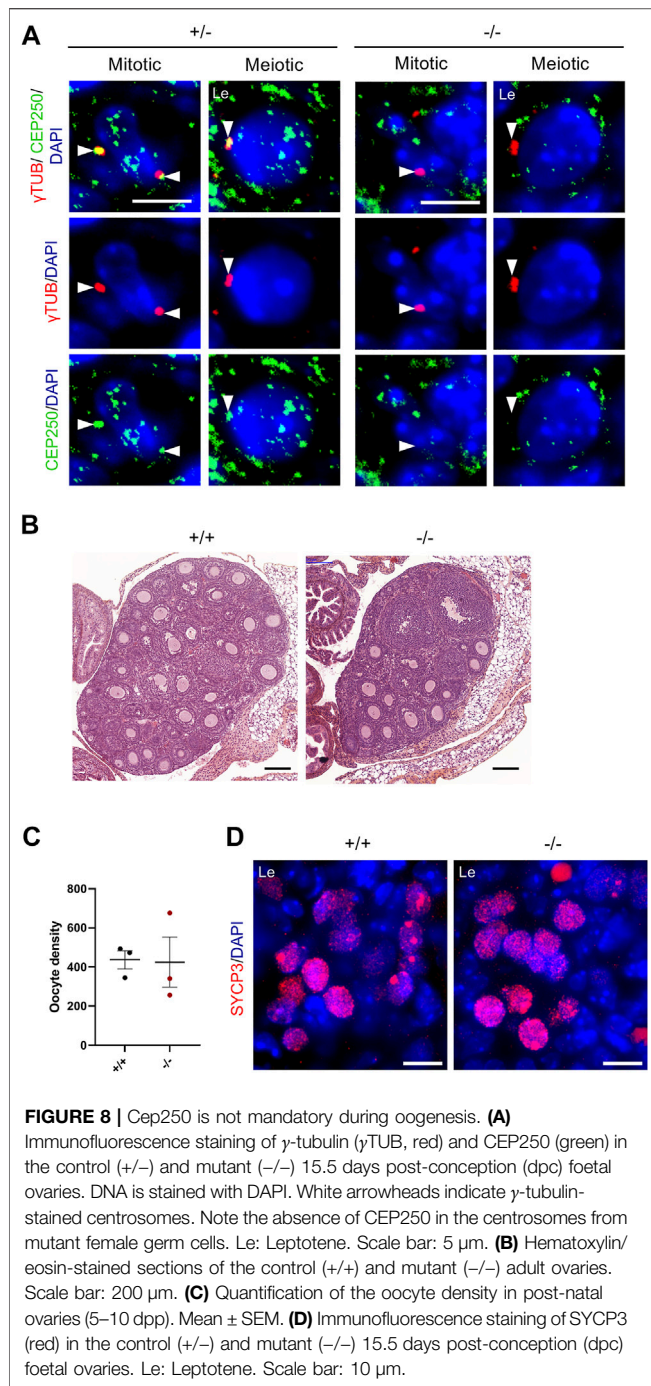 A
+/-
-/-
Mitotic
Meiotic
Mitotic
Meiotic
Le
Le
γTUB/ CEP250/
DAPI
γTUB/DAPI
CEP250/DAPI
B
+/+
-/-
C
Oocyte density
800
600
400
200
0
+/+
-/-
D
+/+
-/-
Le
Le
SYCP3/DAPI
FIGURE 8 | Cep250 is not mandatory during oogenesis. (A)
Immunofluorescence staining of γ-tubulin (γTUB, red) and CEP250 (green) in
the control (+/−) and mutant (−/−) 15.5 days post-conception (dpc) foetal
ovaries. DNA is stained with DAPI. White arrowheads indicate γ-tubulin-
stained centrosomes. Note the absence of CEP250 in the centrosomes from
mutant female germ cells. Le: Leptotene. Scale bar: 5 μm. (B) Hematoxylin/
eosin-stained sections of the control (+/+) and mutant (−/−) adult ovaries.
Scale bar: 200 μm. (C) Quantification of the oocyte density in post-natal
ovaries (5–10 dpp). Mean ± SEM. (D) Immunofluorescence staining of SYCP3
(red) in the control (+/−) and mutant (−/−) 15.5 days post-conception (dpc)
foetal ovaries. Le: Leptotene. Scale bar: 10 μm.